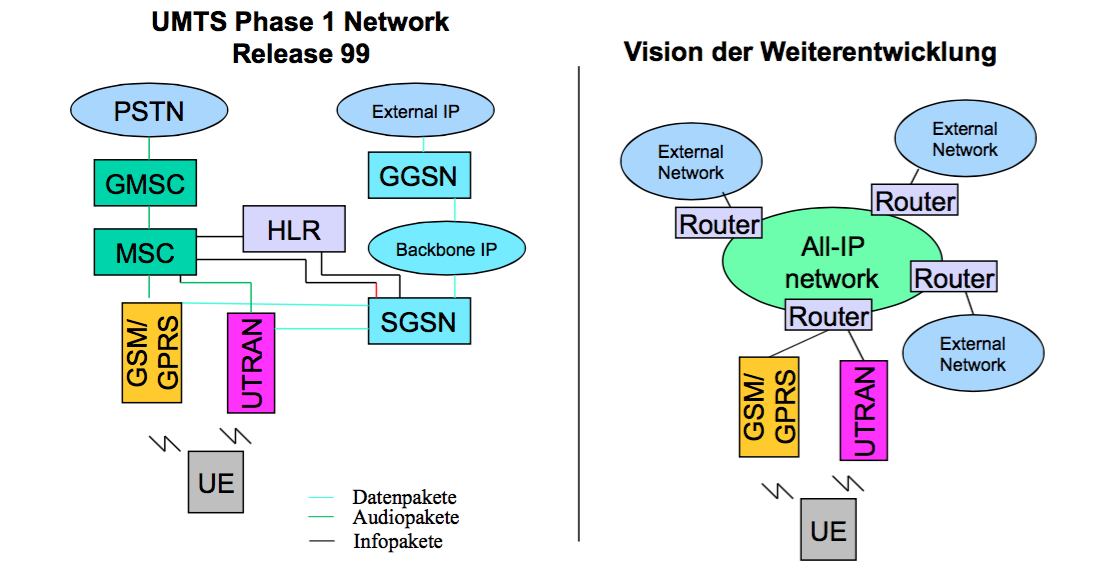 UMTS Phase 1 Network
Release 99
PSTN
External IP
GMSC
GGSN
HLR
MSC
Backbone IP
SGSN
GSM/
GPRS
UTRAN
UE
Datenpakete
Audiopakete
Infopakete
Vision der Weiterentwicklung
External
Network
External
Network
Router
Router
All-IP
network
Router
Router
External
Network
GSM/
GPRS
UTRAN
UE